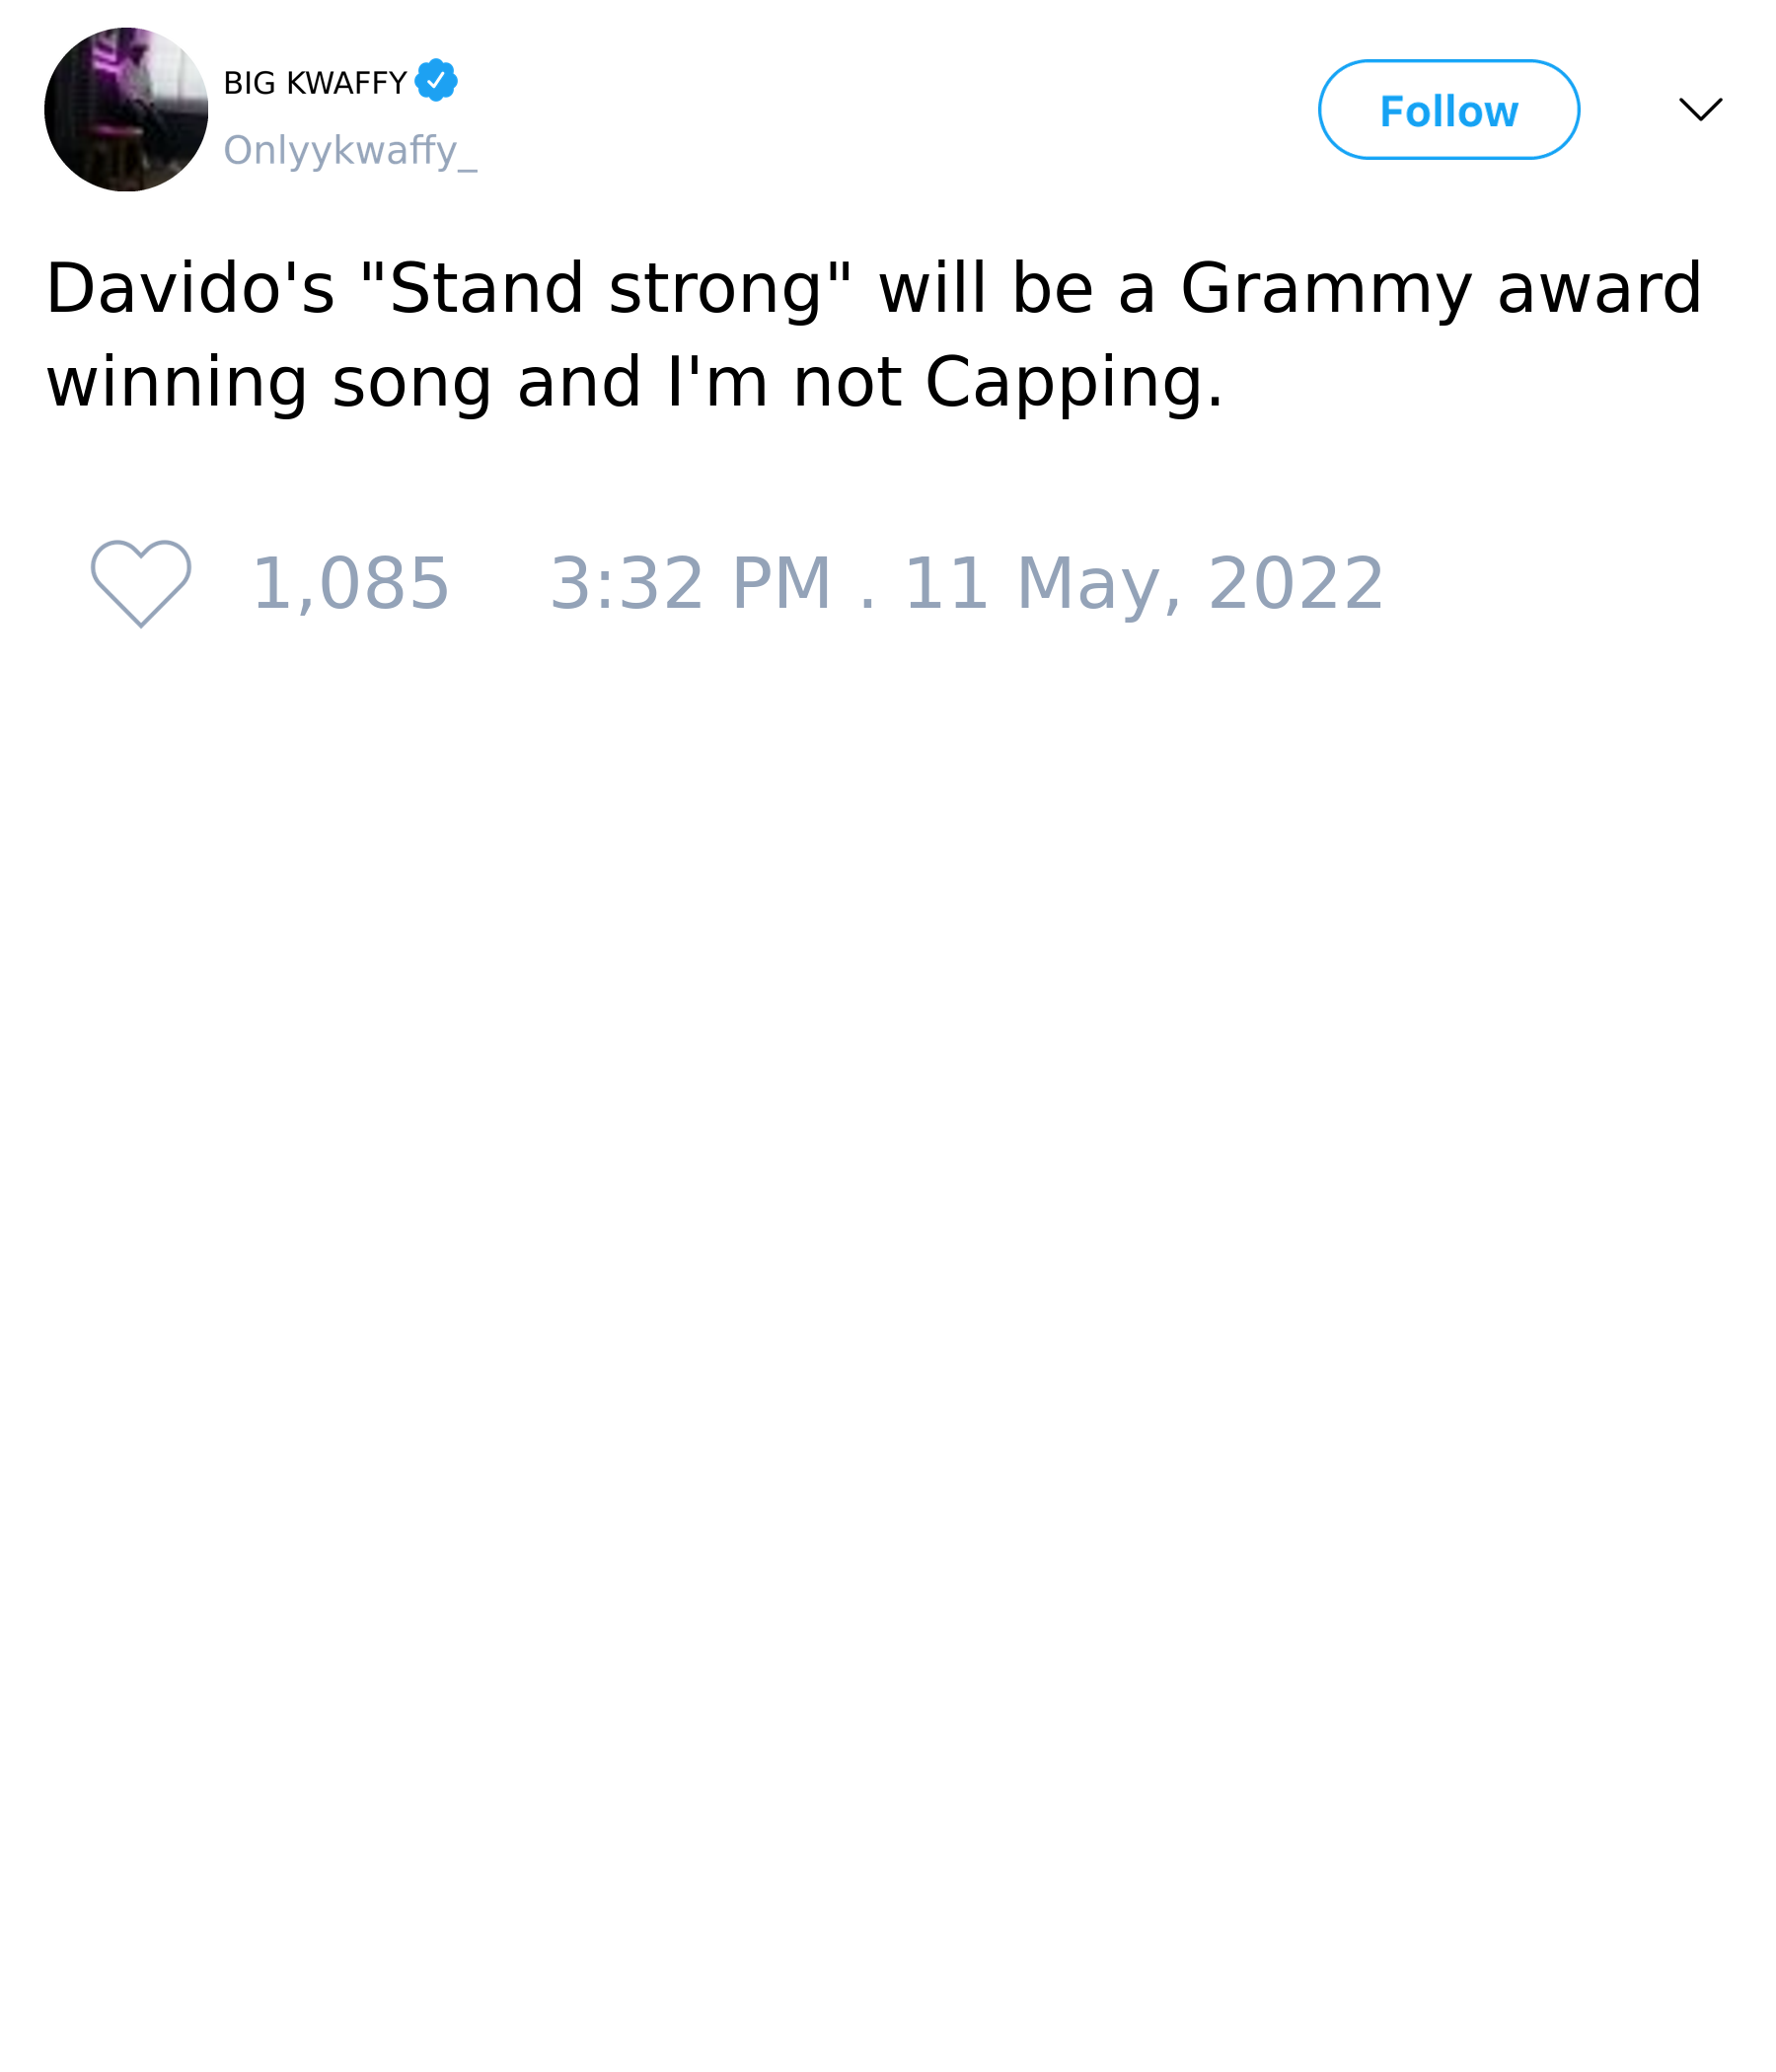 BIG KWAFFY
Follow
Onlyykwaffy_
Davido's "Stand strong" will be a Grammy award
winning song and I'm not Capping.
1,085 3:32 PM . 11 May, 2022